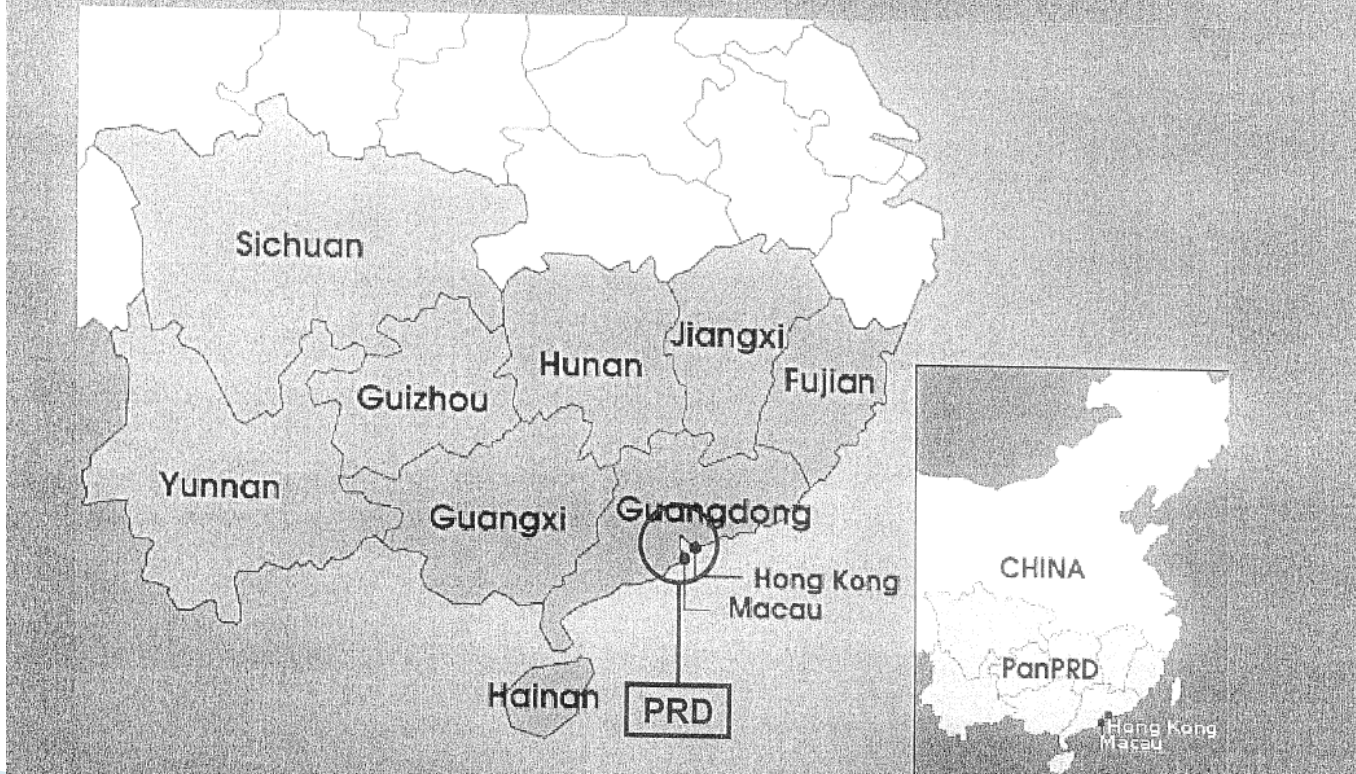 Sichuan
Jiangxi
Hunan
Fujian
Guizhou
Yunnan
Guangxi
Guangdong
Hong Kong
Macau
Hainan
PRD
CHINA
PanPRD
Hong Kong
Macau